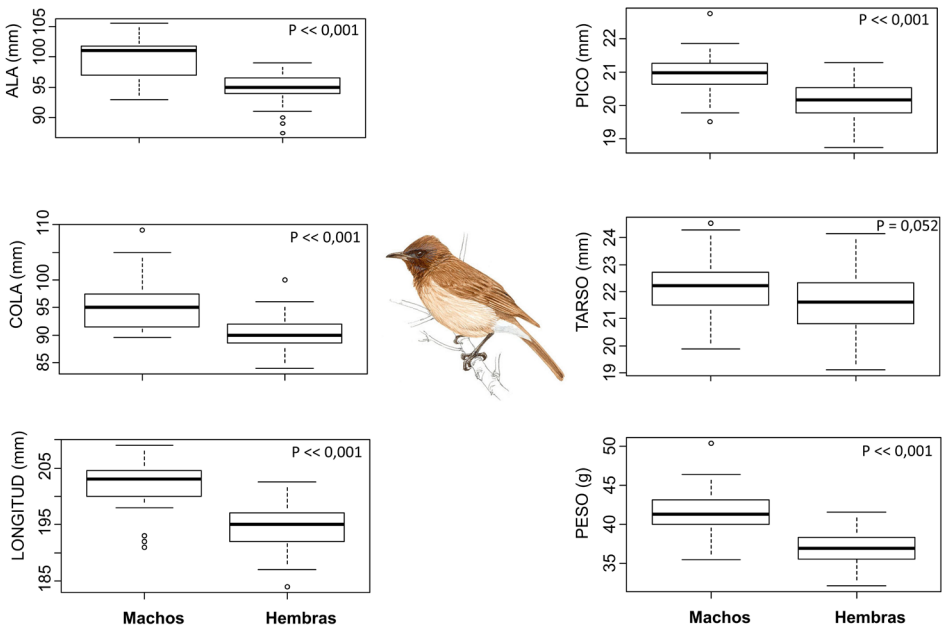 ALA (mm)
P << 0,001
105
100
95
90
PICO (mm)
P << 0,001
22
21
20
19
COLA (mm)
P << 0,001
110
100
95
90
85
TARSO (mm)
P = 0,052
24
23
22
21
20
19
LONGITUD (mm)
P << 0,001
205
195
185
Machos
Hembras
PESO (g)
P << 0,001
50
45
40
35
Machos
Hembras